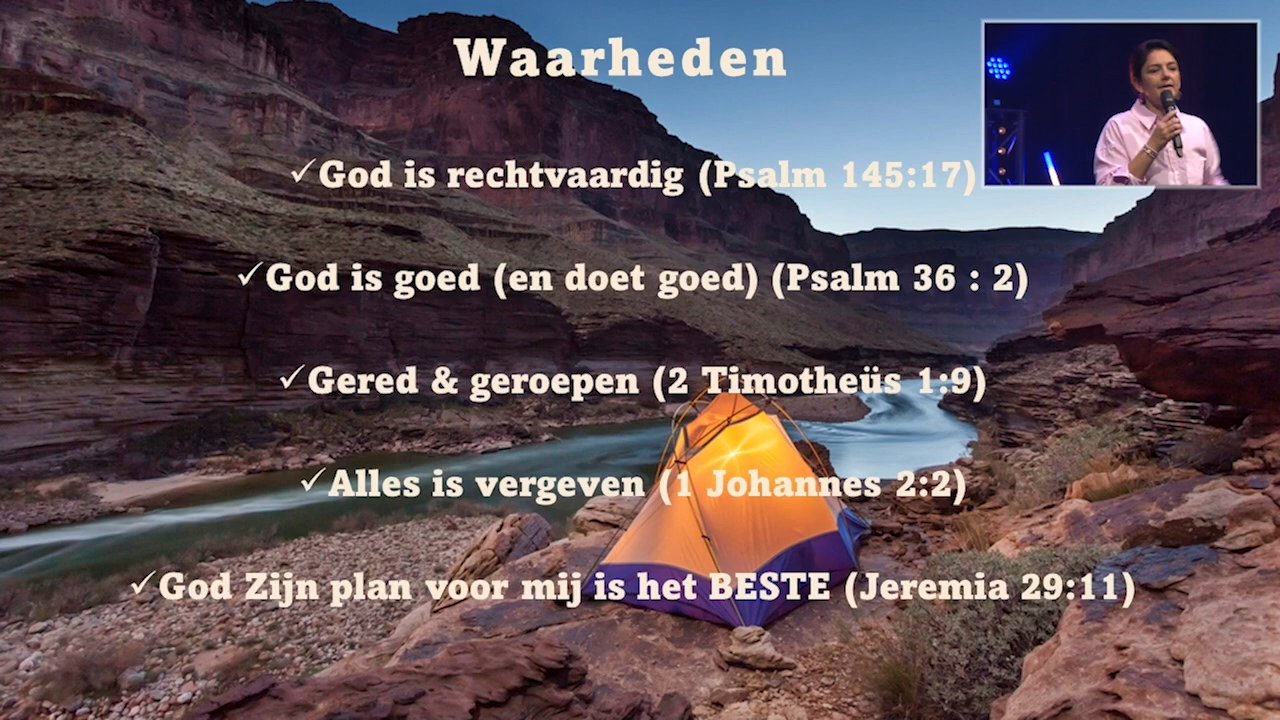 Waarheden
✓God is rechtvaardig (Psalm 145:17)
✓God is goed (en doet goed) (Psalm 36 : 2)
✓Gered & geroepen (2 Timotheüs 1:9)
✓Alles is vergeven (1 Johannes 2:2)
✓God Zijn plan voor mij is het BESTE (Jeremia 29:11)